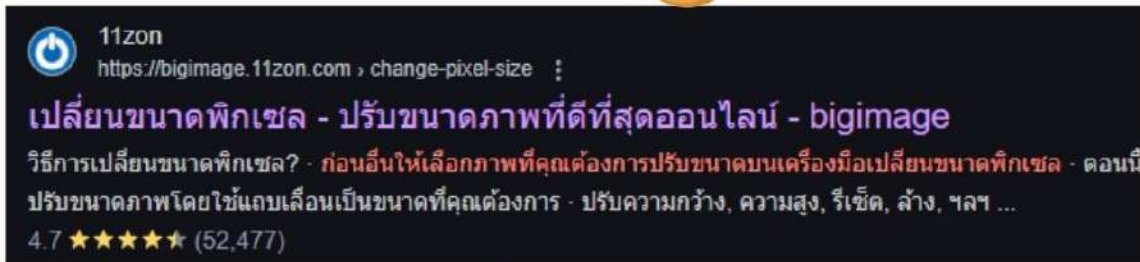 11zon
https://bigimage.11zon.com › change-pixel-size
เปลี่ยนขนาดพิกเซล - ปรับขนาดภาพที่ดีที่สุดออนไลน์ - bigimage
วิธีการเปลี่ยนขนาดพิกเซล? · ก่อนอื่นให้เลือกภาพที่คุณต้องการปรับขนาดบนเครื่องมือเปลี่ยนขนาดพิกเซล · ตอนนี้
ปรับขนาดภาพโดยใช้แถบเลื่อนเป็นขนาดที่คุณต้องการ · ปรับความกว้าง, ความสูง, รีเซ็ต, ล้าง, ฯลฯ ...
4.7 ★★★★★ (52,477)